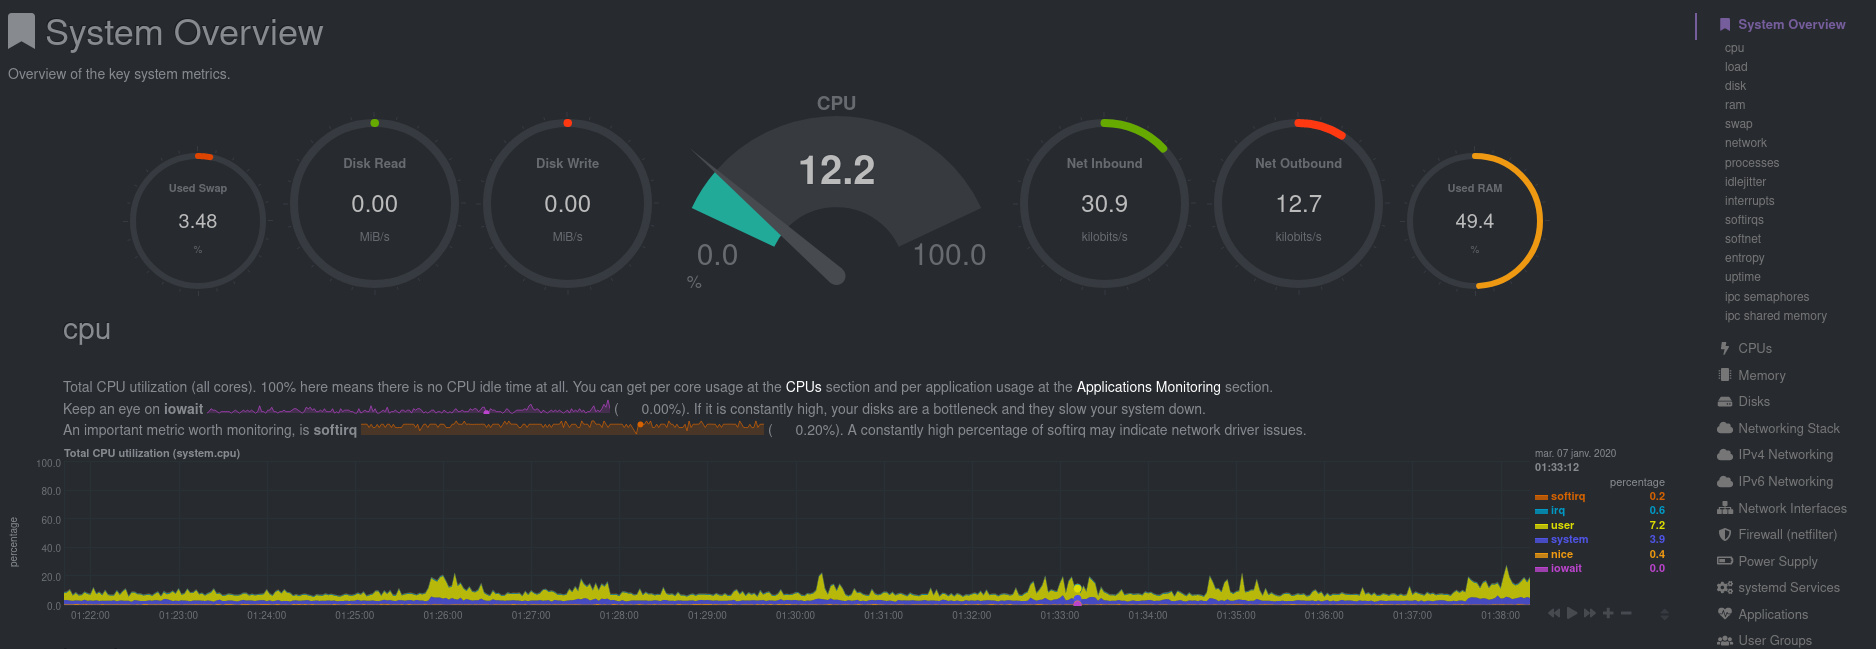 System Overview
Overview of the key system metrics.
Used Swap
3.48
%
Disk Read
0.00
MiB/s
Disk Write
0.00
MiB/s
CPU
12.2
0.0
100.0
%
Net Inbound
30.9
kilobits/s
Net Outbound
12.7
kilobits/s
Used RAM
49.4
%
cpu
Total CPU utilization (all cores). 100% here means there is no CPU idle time at all. You can get per core usage at the CPUs section and per application usage at the Applications Monitoring section.
Keep an eye on iowait ( 0.00%). If it is constantly high, your disks are a bottleneck and they slow your system down.
An important metric worth monitoring, is softirq ( 0.20%). A constantly high percentage of softirq may indicate network driver issues.
Total CPU utilization (system.cpu)
percentage
100.0
80.0
60.0
40.0
20.0
0.0
01:22:00 01:23:00 01:24:00 01:25:00 01:26:00 01:27:00 01:28:00 01:29:00 01:30:00 01:31:00 01:32:00 01:33:00 01:34:00 01:35:00 01:36:00 01:37:00 01:38:00
mar. 07 janv. 2020
01:33:12
percentage
softirq 0.2
irq 0.6
user 7.2
system 3.9
nice 0.4
iowait 0.0
System Overview
cpu
load
disk
ram
swap
network
processes
idlejitter
interrupts
softirqs
softnet
entropy
uptime
ipc semaphores
ipc shared memory
CPUs
Memory
Disks
Networking Stack
IPv4 Networking
IPv6 Networking
Network Interfaces
Firewall (netfilter)
Power Supply
systemd Services
Applications
User Groups